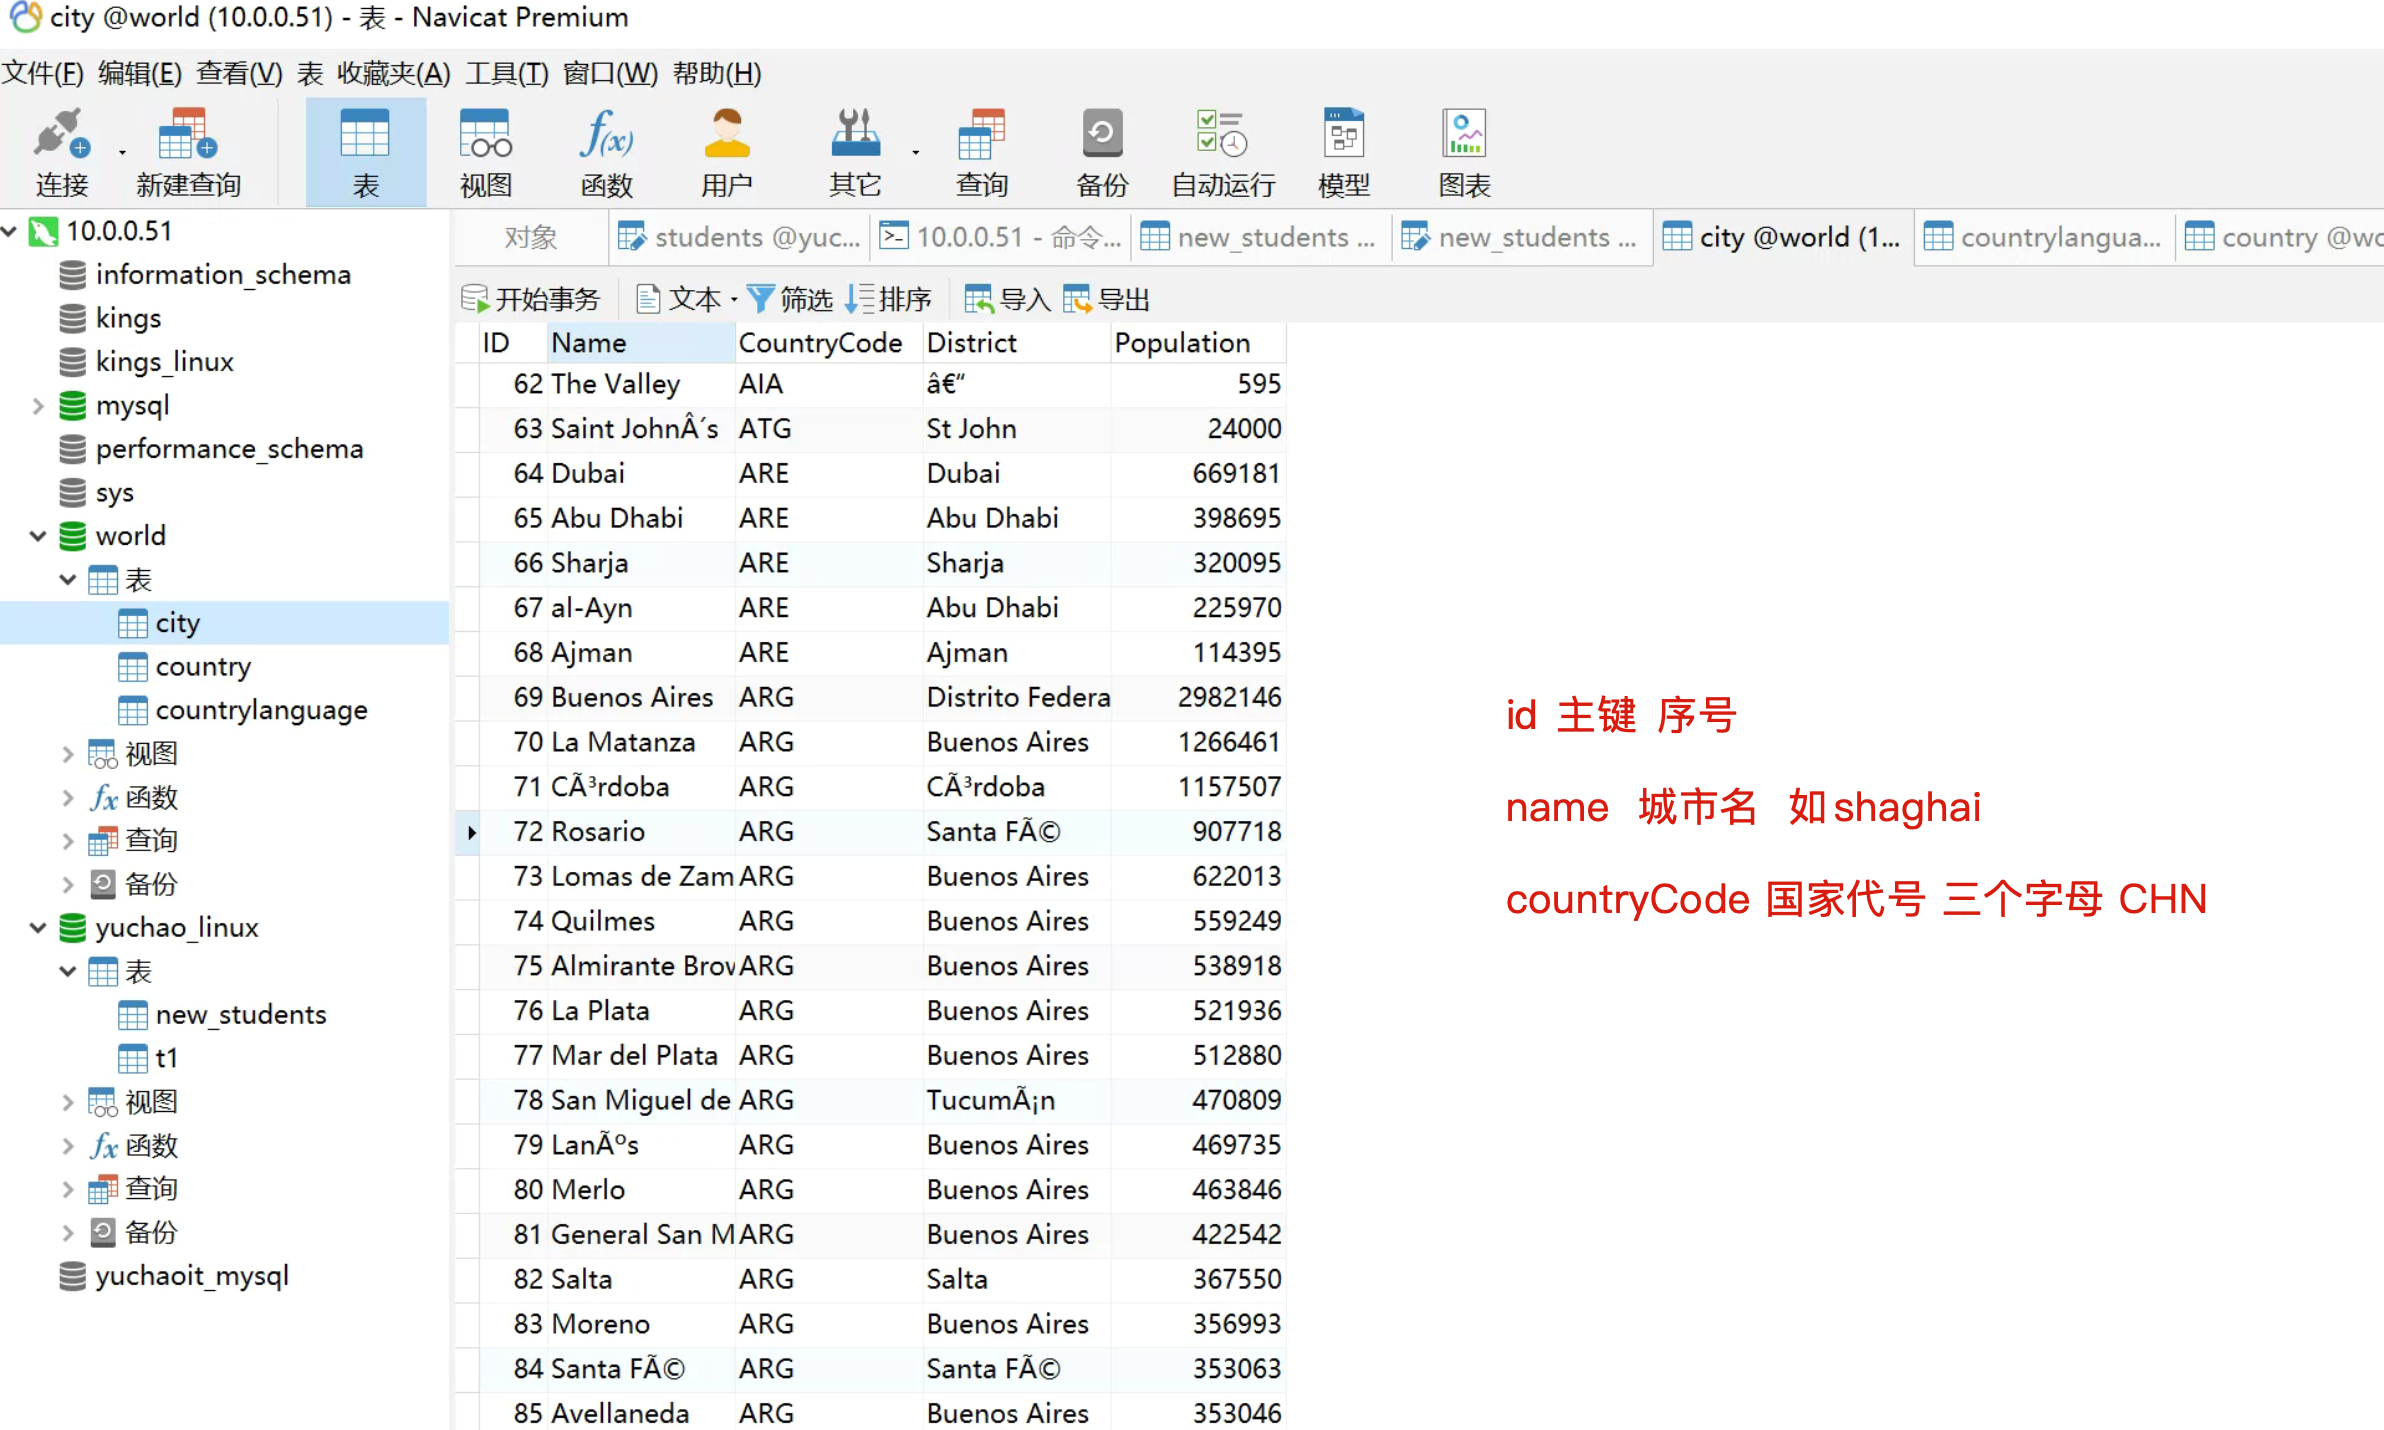 city @world (10.0.0.51) - 表 - Navicat Premium
文件(F) 编辑(E) 查看(V) 表 收藏夹(A) 工具(T) 窗口(W) 帮助(H)
连接 新建查询 表 视图 函数 用户 其它 查询 备份 自动运行 模型 图表
10.0.0.51
information_schema
kings
kings_linux
mysql
performance_schema
sys
world
表
city
country
countrylanguage
视图
函数
查询
备份
yuchao_linux
表
new_students
t1
视图
函数
查询
备份
yuchaoit_mysql
对象 students @yuc... 10.0.0.51 - 命令... new_students ... new_students ... city @world (1... countrylangua... country @wo
开始事务 文本 筛选 排序 导入 导出
ID Name CountryCode District Population
62 The Valley AIA â€“ 595
63 Saint JohnÂ´s ATG St John 24000
64 Dubai ARE Dubai 669181
65 Abu Dhabi ARE Abu Dhabi 398695
66 Sharja ARE Sharja 320095
67 al-Ayn ARE Abu Dhabi 225970
68 Ajman ARE Ajman 114395
69 Buenos Aires ARG Distrito Federa 2982146
70 La Matanza ARG Buenos Aires 1266461
71 CÃ³rdoba ARG CÃ³rdoba 1157507
72 Rosario ARG Santa FÃ© 907718
73 Lomas de Zam ARG Buenos Aires 622013
74 Quilmes ARG Buenos Aires 559249
75 Almirante Brow ARG Buenos Aires 538918
76 La Plata ARG Buenos Aires 521936
77 Mar del Plata ARG Buenos Aires 512880
78 San Miguel de ARG TucumÃ¡n 470809
79 LanÃºs ARG Buenos Aires 469735
80 Merlo ARG Buenos Aires 463846
81 General San M ARG Buenos Aires 422542
82 Salta ARG Salta 367550
83 Moreno ARG Buenos Aires 356993
84 Santa FÃ© ARG Santa FÃ© 353063
85 Avellaneda ARG Buenos Aires 353046
id 主键 序号
name 城市名 如shaghai
countryCode 国家代号 三个字母 CHN